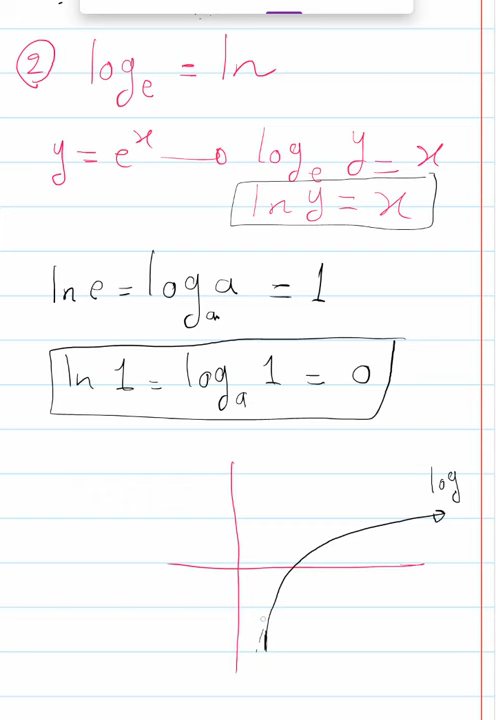 ② logₑ = ln
y = eˣ → logₑ y = x
ln y = x
ln e = logₐ a = 1
ln 1 = logₐ 1 = 0
log